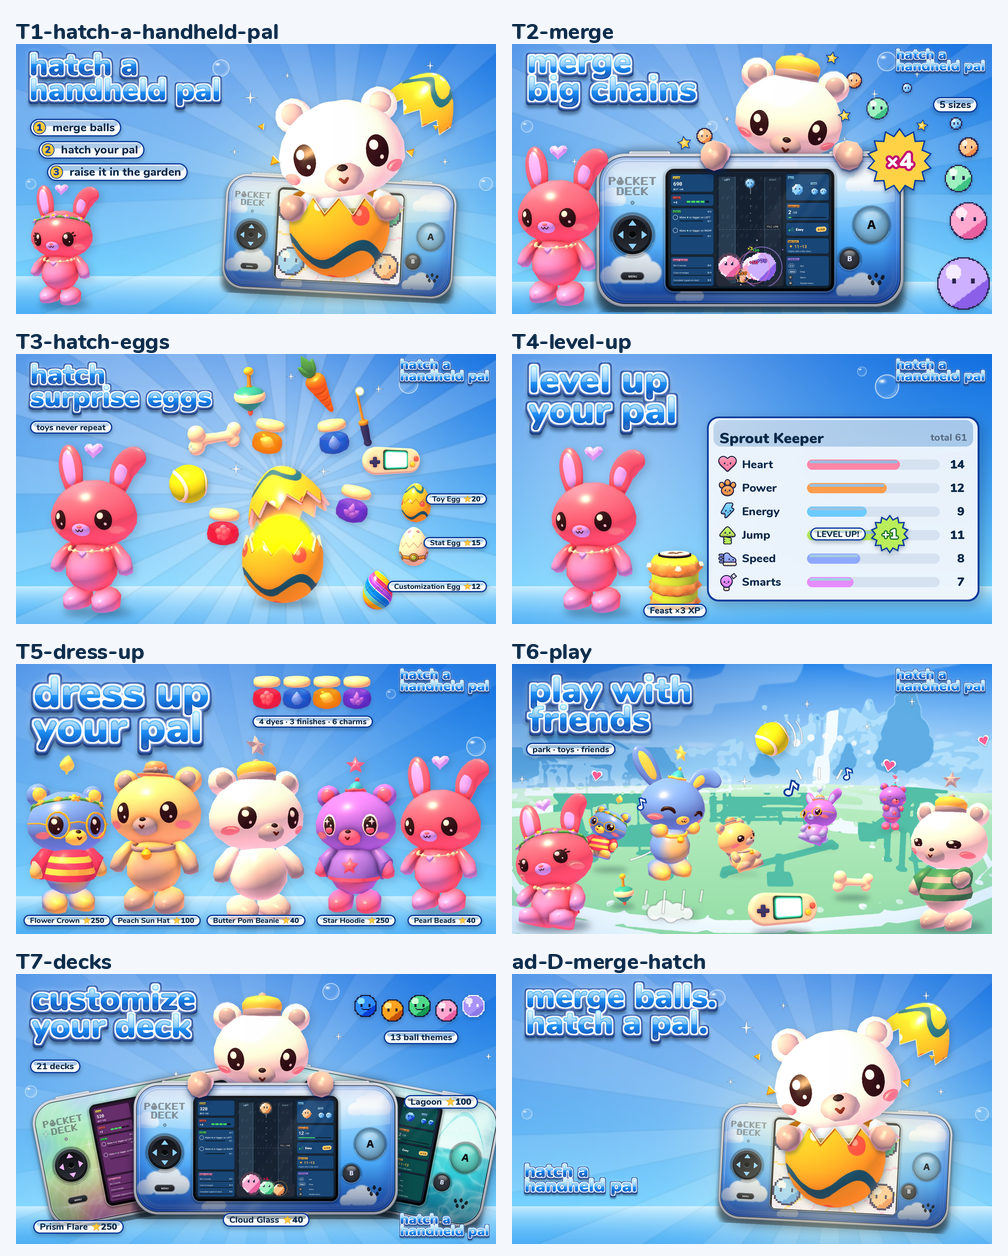 T1-hatch-a-handheld-pal
hatch a
handheld pal
1 merge balls
2 hatch your pal
3 raise it in the garden
POCKET
DECK
A
B
MENU
T2-merge
merge
big chains
hatch a
handheld pal
5 sizes
×4
POCKET
DECK
690
A
B
MENU
T3-hatch-eggs
hatch
surprise eggs
toys never repeat
hatch a
handheld pal
Toy Egg 20
Stat Egg 15
Customization Egg 12
T4-level-up
level up
your pal
hatch a
handheld pal
Sprout Keeper total 61
Heart 14
Power 12
Energy 9
Jump LEVEL UP! +1 11
Speed 8
Smarts 7
Feast ×3 XP
T5-dress-up
dress up
your pal
hatch a
handheld pal
4 dyes · 3 finishes · 6 charms
Flower Crown 250
Peach Sun Hat 100
Butter Pom Beanie 40
Star Hoodie 250
Pearl Beads 40
T6-play
play with
friends
park · toys · friends
hatch a
handheld pal
T7-decks
customize
your deck
21 decks
13 ball themes
POCKET
DECK
320
POCKET
DECK
320
A
B
MENU
A
Lagoon 100
Prism Flare 250
Cloud Glass 40
hatch a
handheld pal
ad-D-merge-hatch
merge balls.
hatch a pal.
hatch a
handheld pal
POCKET
DECK
A
B
MENU